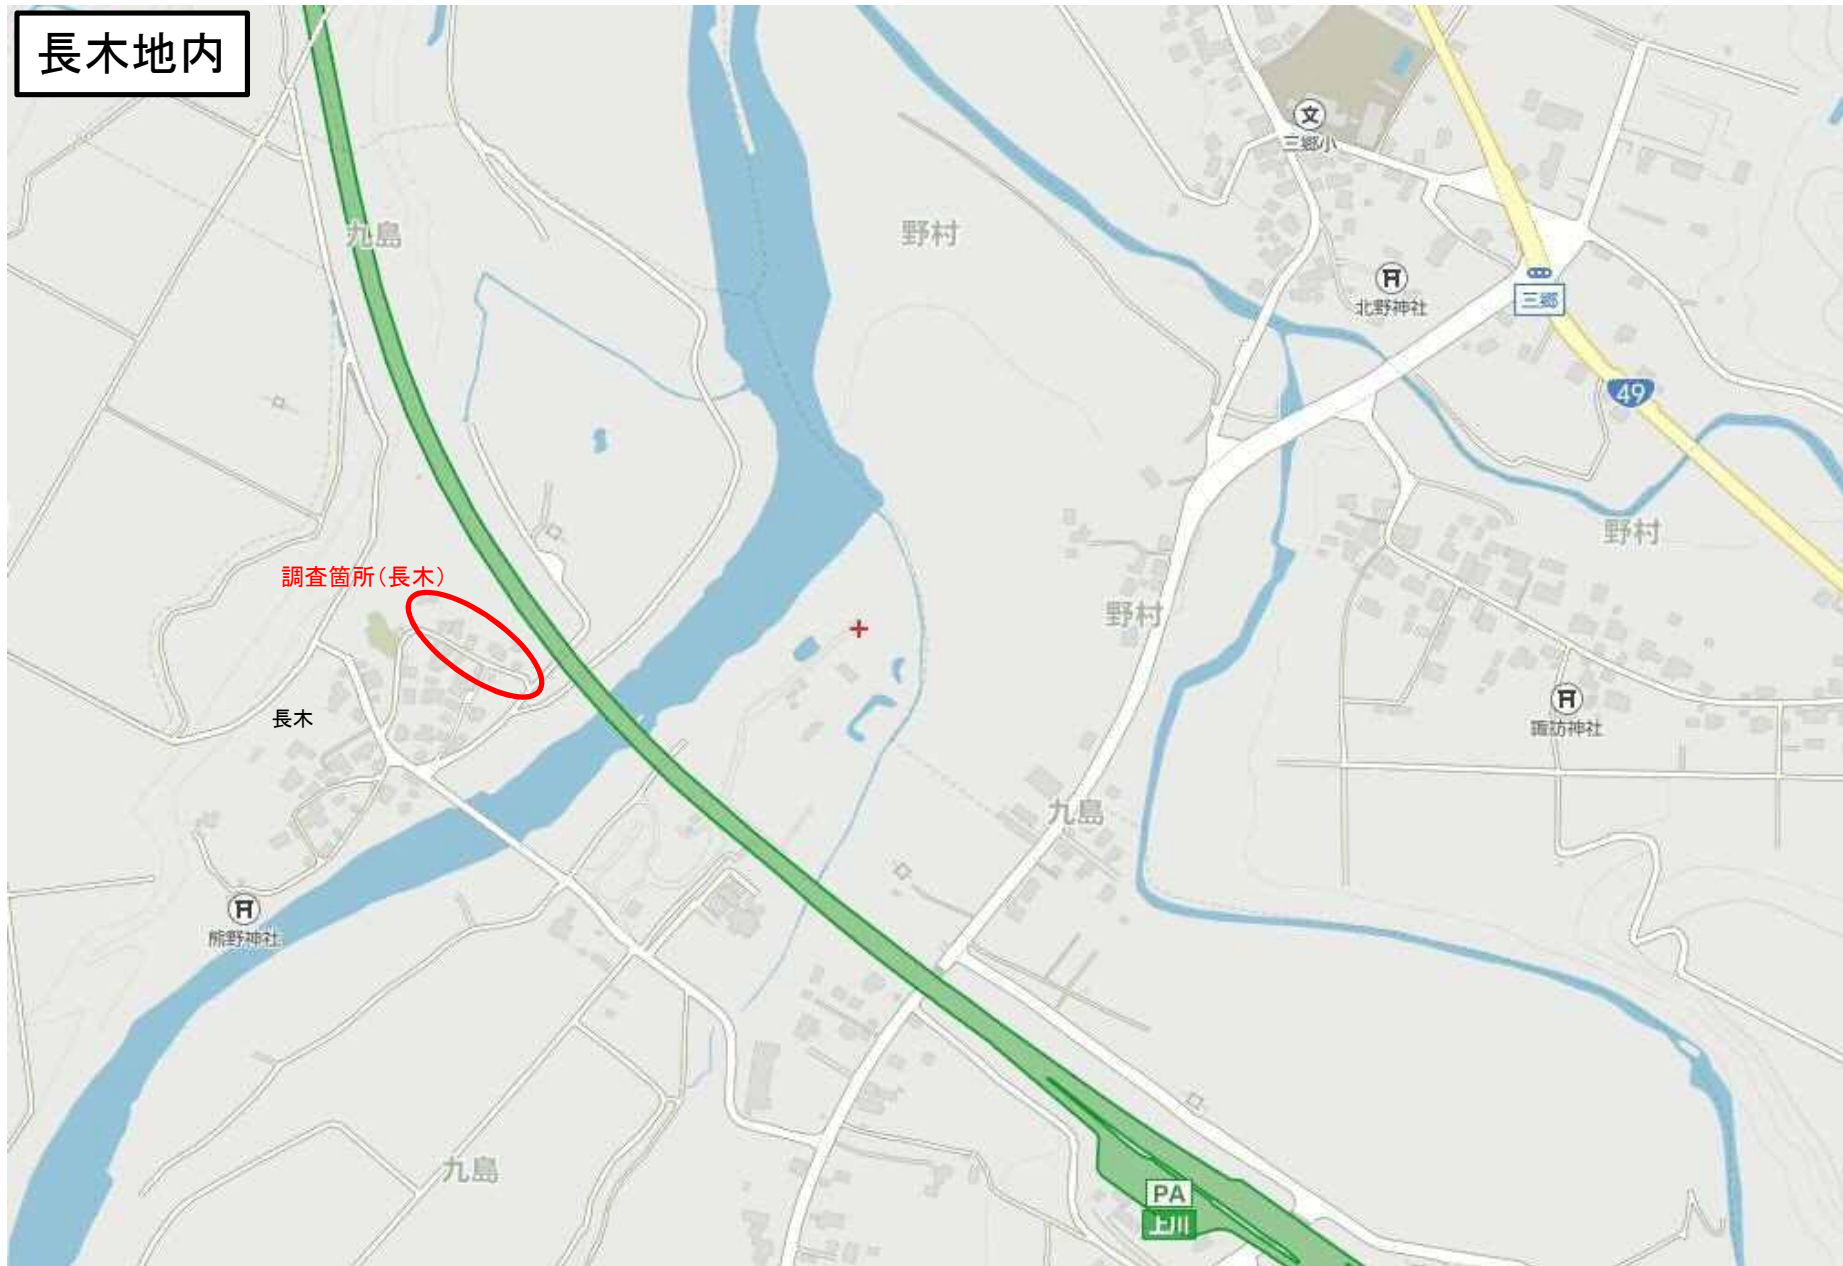 長木地内
文
三郷小
九島
野村
北野神社
三郷
49
野村
調査箇所（長木）
野村
長木
諏訪神社
九島
熊野神社
九島
PA
上川